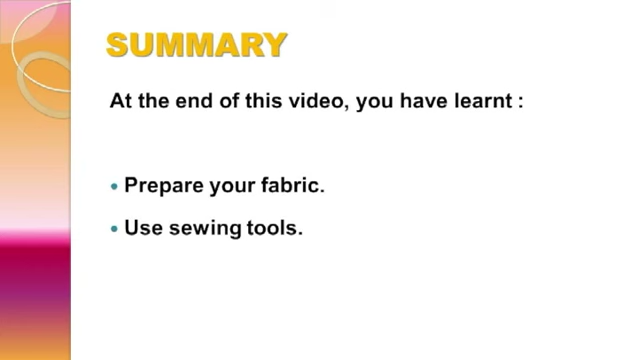 SUMMARY
At the end of this video, you have learnt :
• Prepare your fabric.
• Use sewing tools.